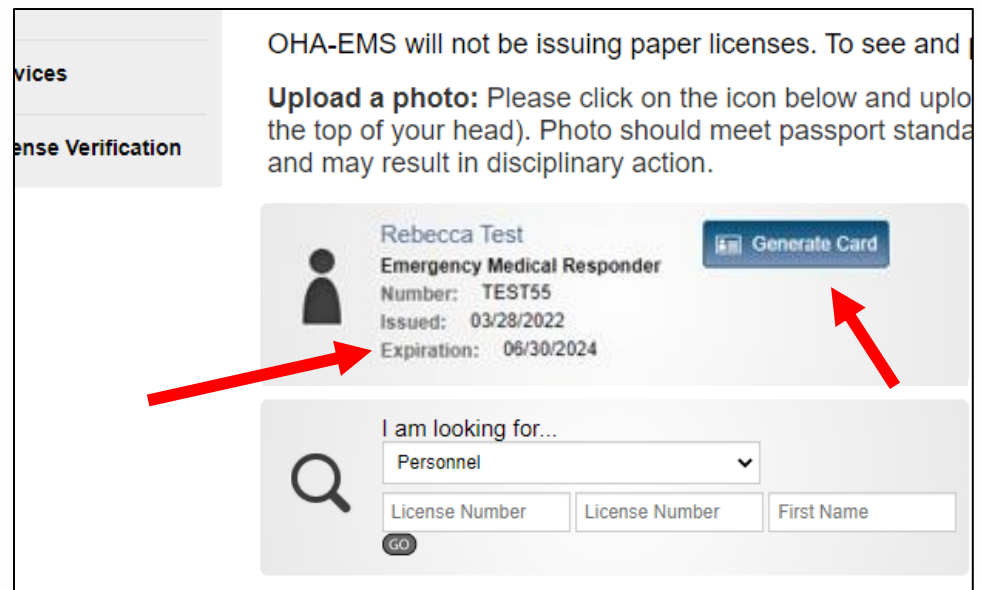 vices
ense Verification
OHA-EMS will not be issuing paper licenses. To see and
Upload a photo: Please click on the icon below and uplo
the top of your head). Photo should meet passport standa
and may result in disciplinary action.
Rebecca Test
Generate Card
Emergency Medical Responder
Number: TEST55
Issued: 03/28/2022
Expiration: 06/30/2024
I am looking for...
Personnel
License Number License Number First Name
GO